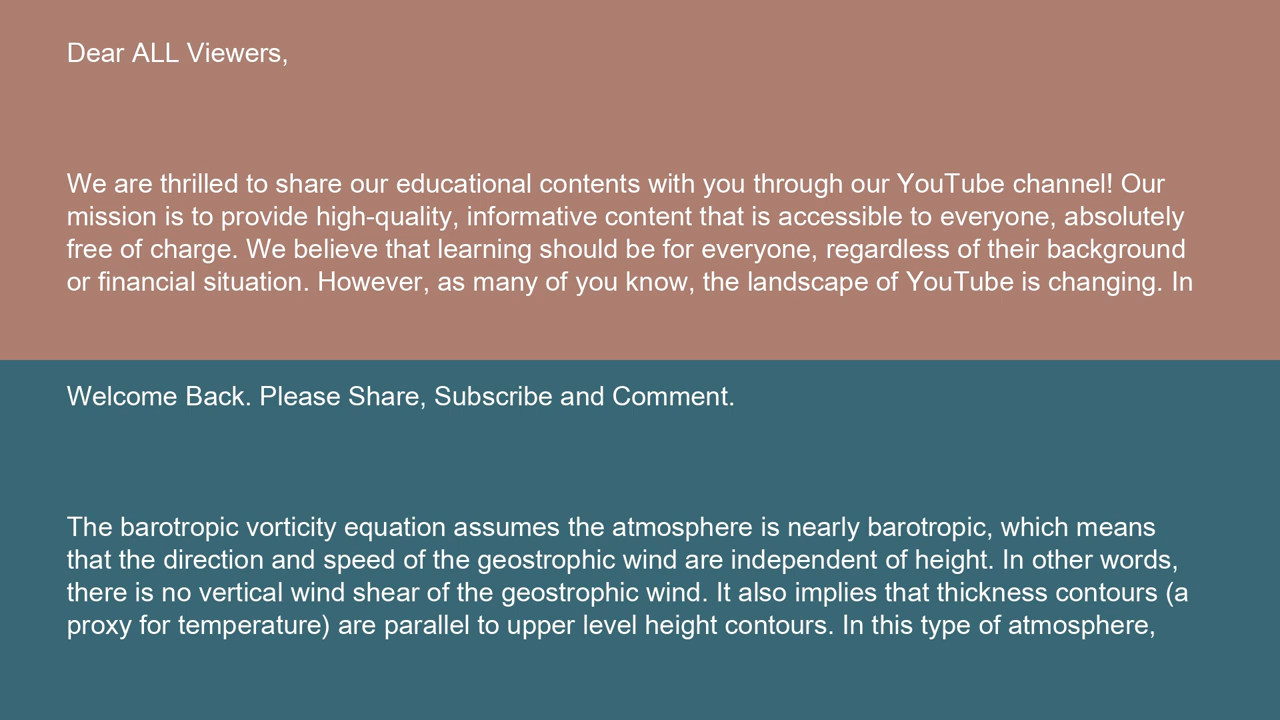 Dear ALL Viewers,
We are thrilled to share our educational contents with you through our YouTube channel! Our
mission is to provide high-quality, informative content that is accessible to everyone, absolutely
free of charge. We believe that learning should be for everyone, regardless of their background
or financial situation. However, as many of you know, the landscape of YouTube is changing. In
Welcome Back. Please Share, Subscribe and Comment.
The barotropic vorticity equation assumes the atmosphere is nearly barotropic, which means
that the direction and speed of the geostrophic wind are independent of height. In other words,
there is no vertical wind shear of the geostrophic wind. It also implies that thickness contours (a
proxy for temperature) are parallel to upper level height contours. In this type of atmosphere,